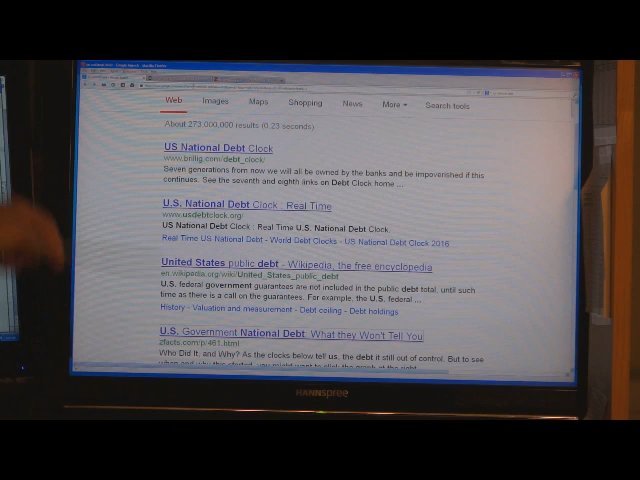 Web Images Maps Shopping News More Search tools
About 273,000,000 results (0.23 seconds)
US National Debt Clock
www.brillig.com/debt_clock/
Seven generations from now we will all be owned by the banks and be impoverished if this
continues. See the seventh and eighth links on Debt Clock home ...
U.S. National Debt Clock : Real Time
www.usdebtclock.org/
US National Debt Clock : Real Time U.S. National Debt Clock.
Real Time US National Debt - World Debt Clocks - US National Debt Clock 2016
United States public debt - Wikipedia, the free encyclopedia
en.wikipedia.org/wiki/United_States_public_debt
U.S. federal government guarantees are not included in the public debt total, until such
time as there is a call on the guarantees. For example, the U.S. federal ...
History - Valuation and measurement - Debt ceiling - Debt holdings
U.S. Government National Debt: What they Won't Tell You
zfacts.com/p/461.html
Who Did It, and Why? As the clocks below tell us, the debt it still out of control. But to see
HANNspree